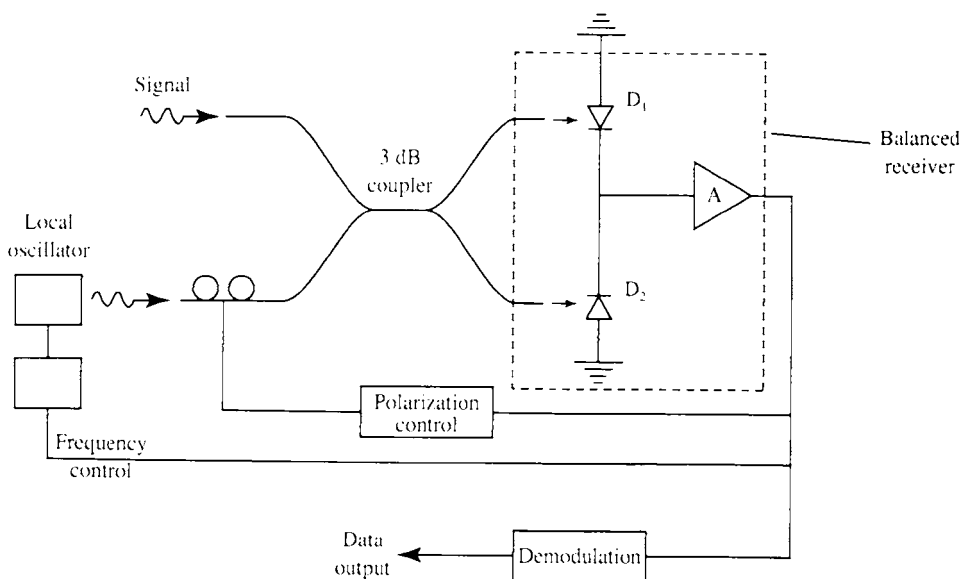 Signal
3 dB
coupler
D₁
Balanced
receiver
A
Local
oscillator
D₂
Polarization
control
Frequency
control
Data
output
Demodulation